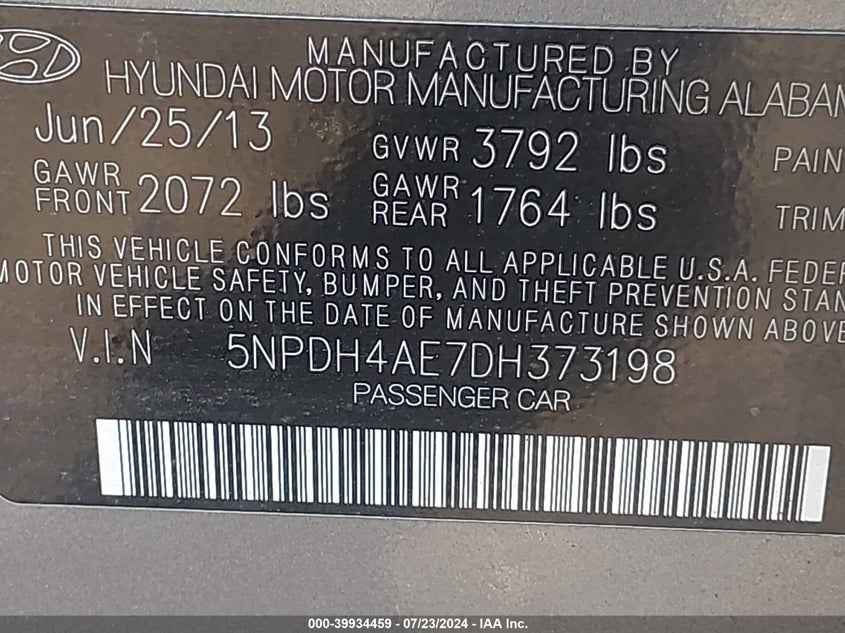 MANUFACTURED BY
HYUNDAI MOTOR MANUFACTURING ALABAM
Jun/25/13 GVWR 3792 lbs PAIN
GAWR FRONT 2072 lbs GAWR REAR 1764 lbs TRIM
THIS VEHICLE CONFORMS TO ALL APPLICABLE U.S.A. FEDER
MOTOR VEHICLE SAFETY, BUMPER, AND THEFT PREVENTION STAN
IN EFFECT ON THE DATE OF MANUFACTURE SHOWN ABOVE
V.I.N 5NPDH4AE7DH373198
PASSENGER CAR
000-39934459 - 07/23/2024 - IAA Inc.